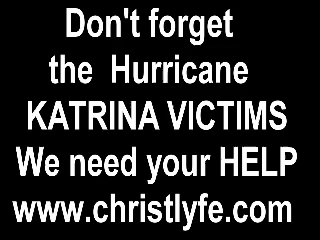 Don't forget
the Hurricane
KATRINA VICTIMS
We need your HELP
www.christlyfe.com